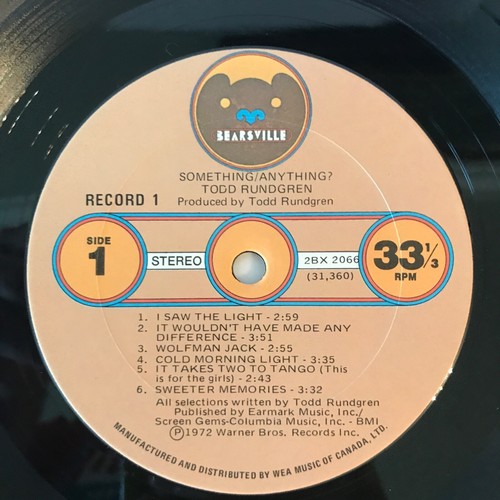 BEARSVILLE
SOMETHING/ANYTHING?
TODD RUNDGREN
RECORD 1
Produced by Todd Rundgren
SIDE
1
STEREO
2BX 2066
(31,360)
33 1/3
RPM
1. I SAW THE LIGHT - 2:59
2. IT WOULDN'T HAVE MADE ANY
DIFFERENCE - 3:51
3. WOLFMAN JACK - 2:55
4. COLD MORNING LIGHT - 3:35
5. IT TAKES TWO TO TANGO (This
is for the girls) - 2:43
6. SWEETER MEMORIES - 3:32
All selections written by Todd Rundgren
Published by Earmark Music, Inc./
Screen Gems-Columbia Music, Inc. - BMI
Ⓟ1972 Warner Bros. Records Inc.
MANUFACTURED AND DISTRIBUTED BY WEA MUSIC OF CANADA, LTD.